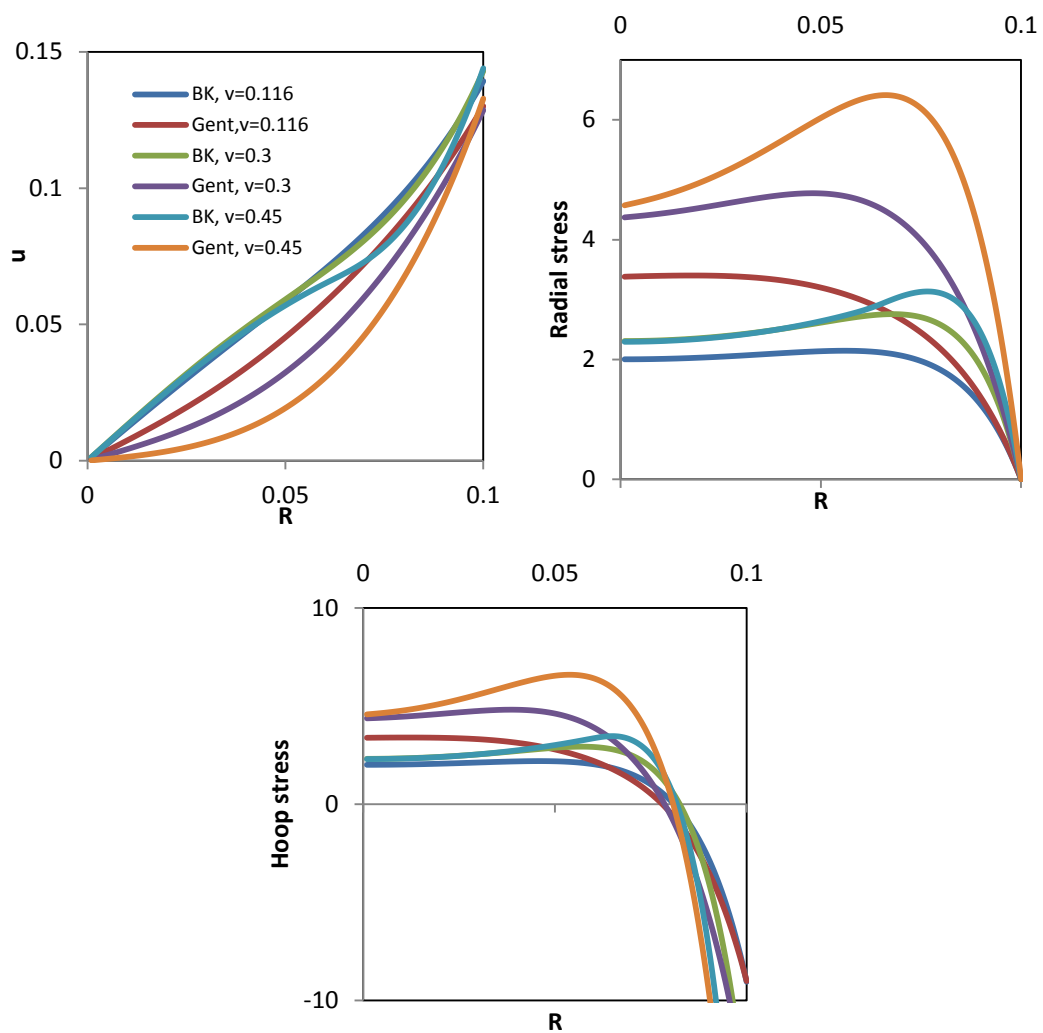 0.15
0.1
0.05
0
u
BK, v=0.116
Gent,v=0.116
BK, v=0.3
Gent, v=0.3
BK, v=0.45
Gent, v=0.45
0
0.05
0.1
R
0
0.05
0.1
6
4
2
0
Radial stress
R
0
0.05
0.1
10
0
-10
Hoop stress
R